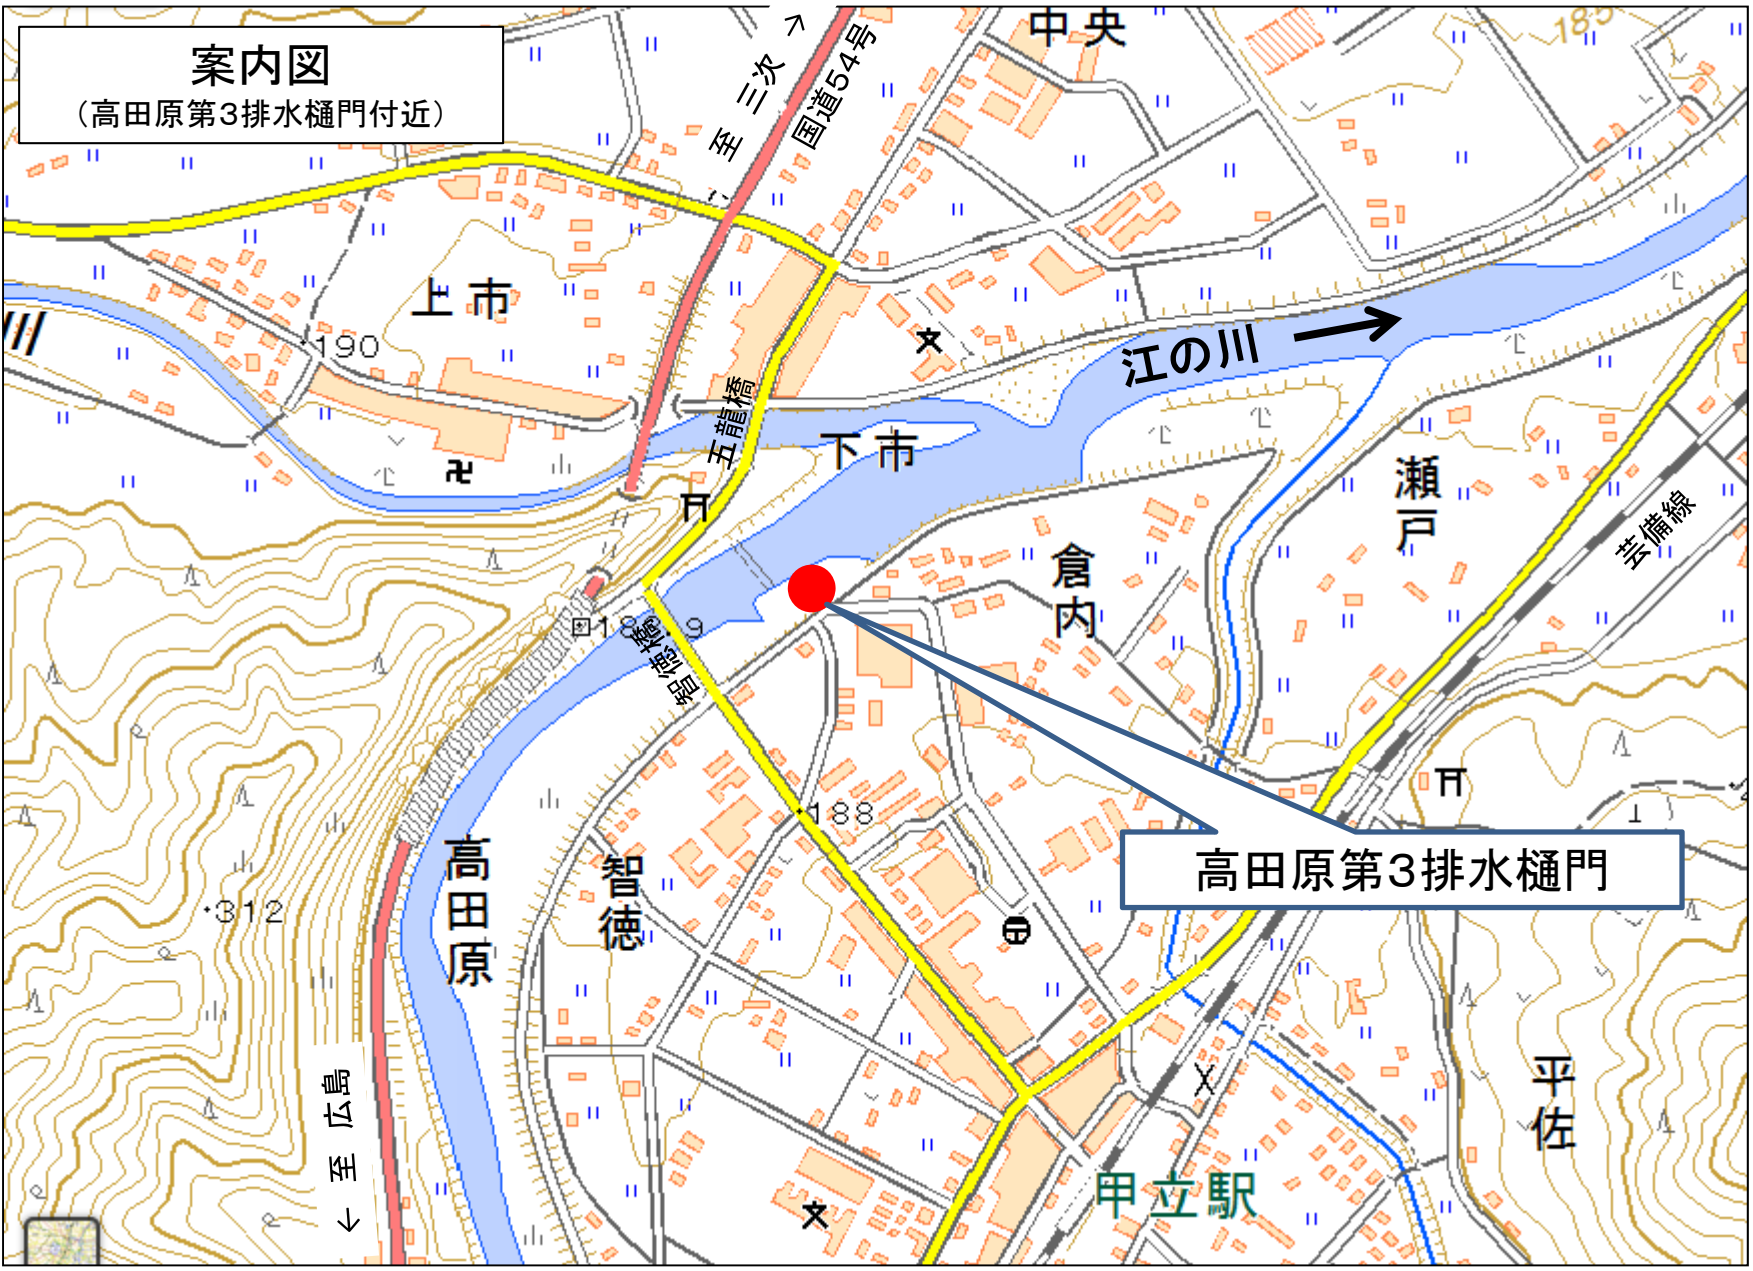 案内図
（高田原第3排水樋門付近）
至 三次 →
国道54号
中央
185
上市
190
川
五龍橋
下市
江の川 →
瀬戸
芸備線
倉内
智徳橋
188
高田原第3排水樋門
高田原
智徳
312
← 至 広島
平佐
甲立駅